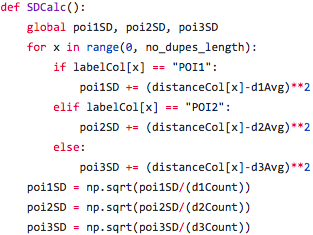 def SDCalc():
    global poi1SD, poi2SD, poi3SD
    for x in range(0, no_dupes_length):
        if labelCol[x] == "POI1":
            poi1SD += (distanceCol[x]-d1Avg)**2
        elif labelCol[x] == "POI2":
            poi2SD += (distanceCol[x]-d2Avg)**2
        else:
            poi3SD += (distanceCol[x]-d3Avg)**2
    poi1SD = np.sqrt(poi1SD/(d1Count))
    poi2SD = np.sqrt(poi2SD/(d2Count))
    poi3SD = np.sqrt(poi3SD/(d3Count))